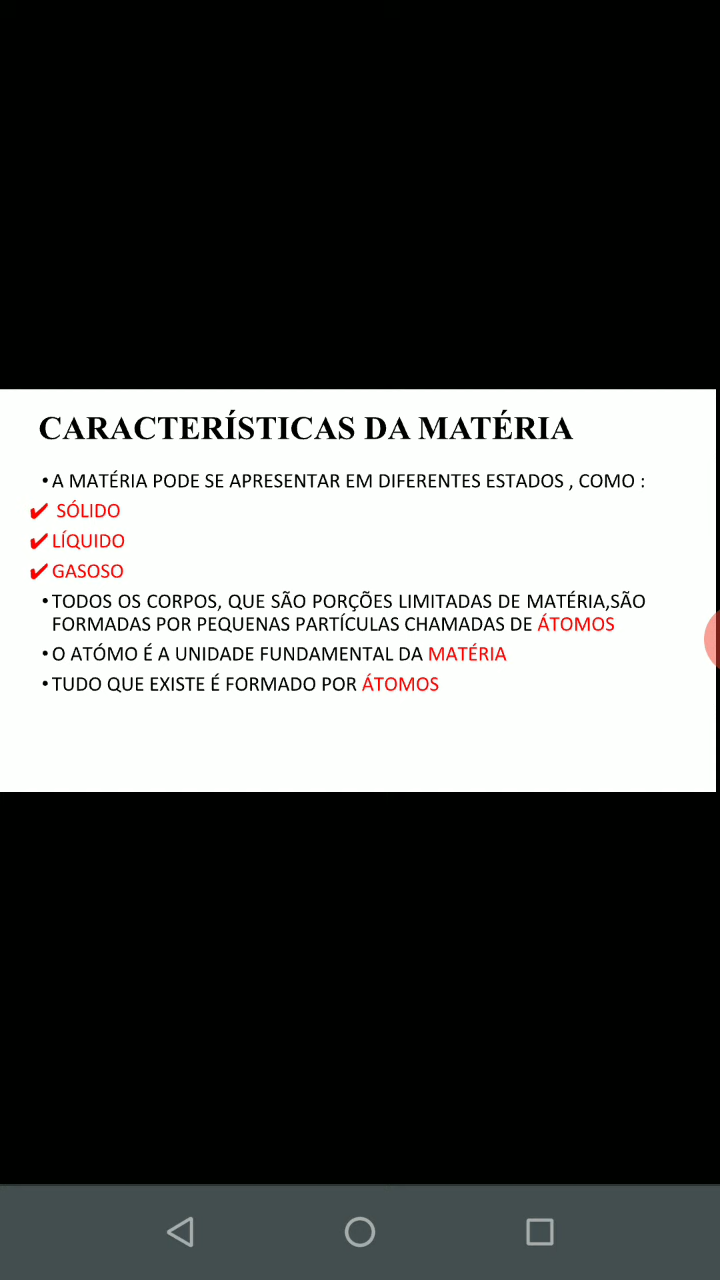 CARACTERÍSTICAS DA MATÉRIA
• A MATÉRIA PODE SE APRESENTAR EM DIFERENTES ESTADOS , COMO :
✔ SÓLIDO
✔ LÍQUIDO
✔ GASOSO
• TODOS OS CORPOS, QUE SÃO PORÇÕES LIMITADAS DE MATÉRIA,SÃO
FORMADAS POR PEQUENAS PARTÍCULAS CHAMADAS DE ÁTOMOS
• O ATÓMO É A UNIDADE FUNDAMENTAL DA MATÉRIA
• TUDO QUE EXISTE É FORMADO POR ÁTOMOS